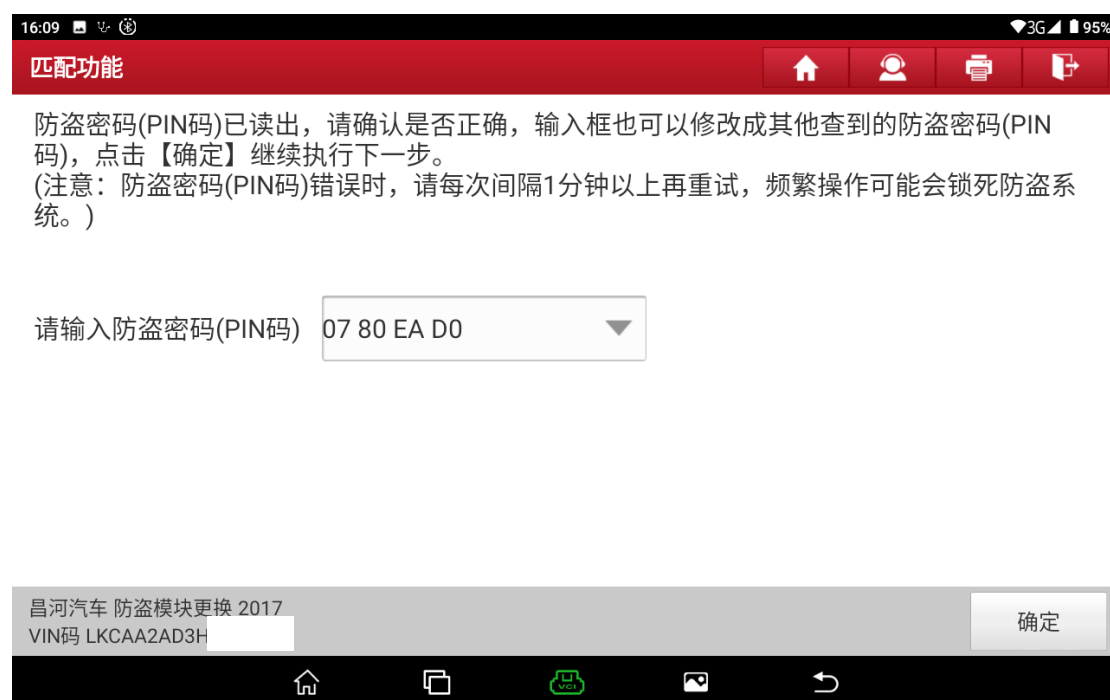 16:09 3G 95%
匹配功能
防盗密码(PIN码)已读出，请确认是否正确，输入框也可以修改成其他查到的防盗密码(PIN
码)，点击【确定】继续执行下一步。
(注意：防盗密码(PIN码)错误时，请每次间隔1分钟以上再重试，频繁操作可能会锁死防盗系
统。)
请输入防盗密码(PIN码) 07 80 EA D0
昌河汽车 防盗模块更换 2017
VIN码 LKCAA2AD3H
确定
VCI